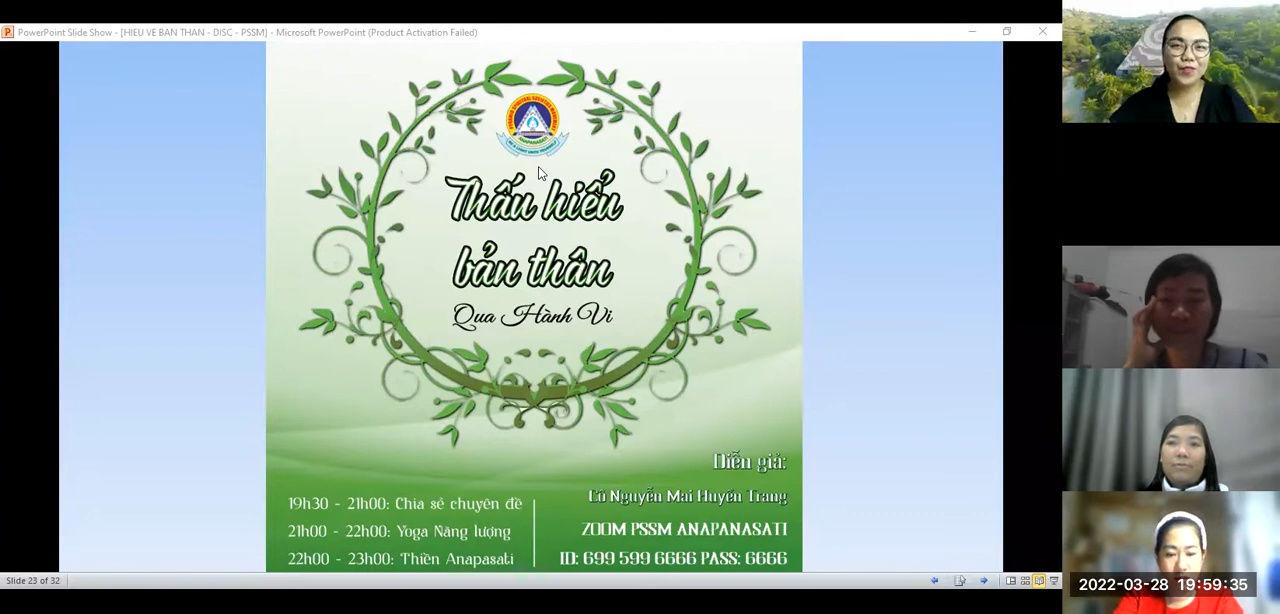 PowerPoint Slide Show - [HIEU VE BAN THAN - DISC - PSSM] - Microsoft PowerPoint (Product Activation Failed)
Thấu hiểu
bản thân
Qua Hành Vi
Diễn giả:
Cô Nguyễn Mai Huyền Trang
19h30 - 21h00: Chia sẻ chuyên đề
21h00 - 22h00: Yoga Năng lượng
22h00 - 23h00: Thiền Anapasati
ZOOM PSSM ANAPANASATI
ID: 699 599 6666 PASS: 6666
Slide 23 of 32
2022-03-28 19:59:35